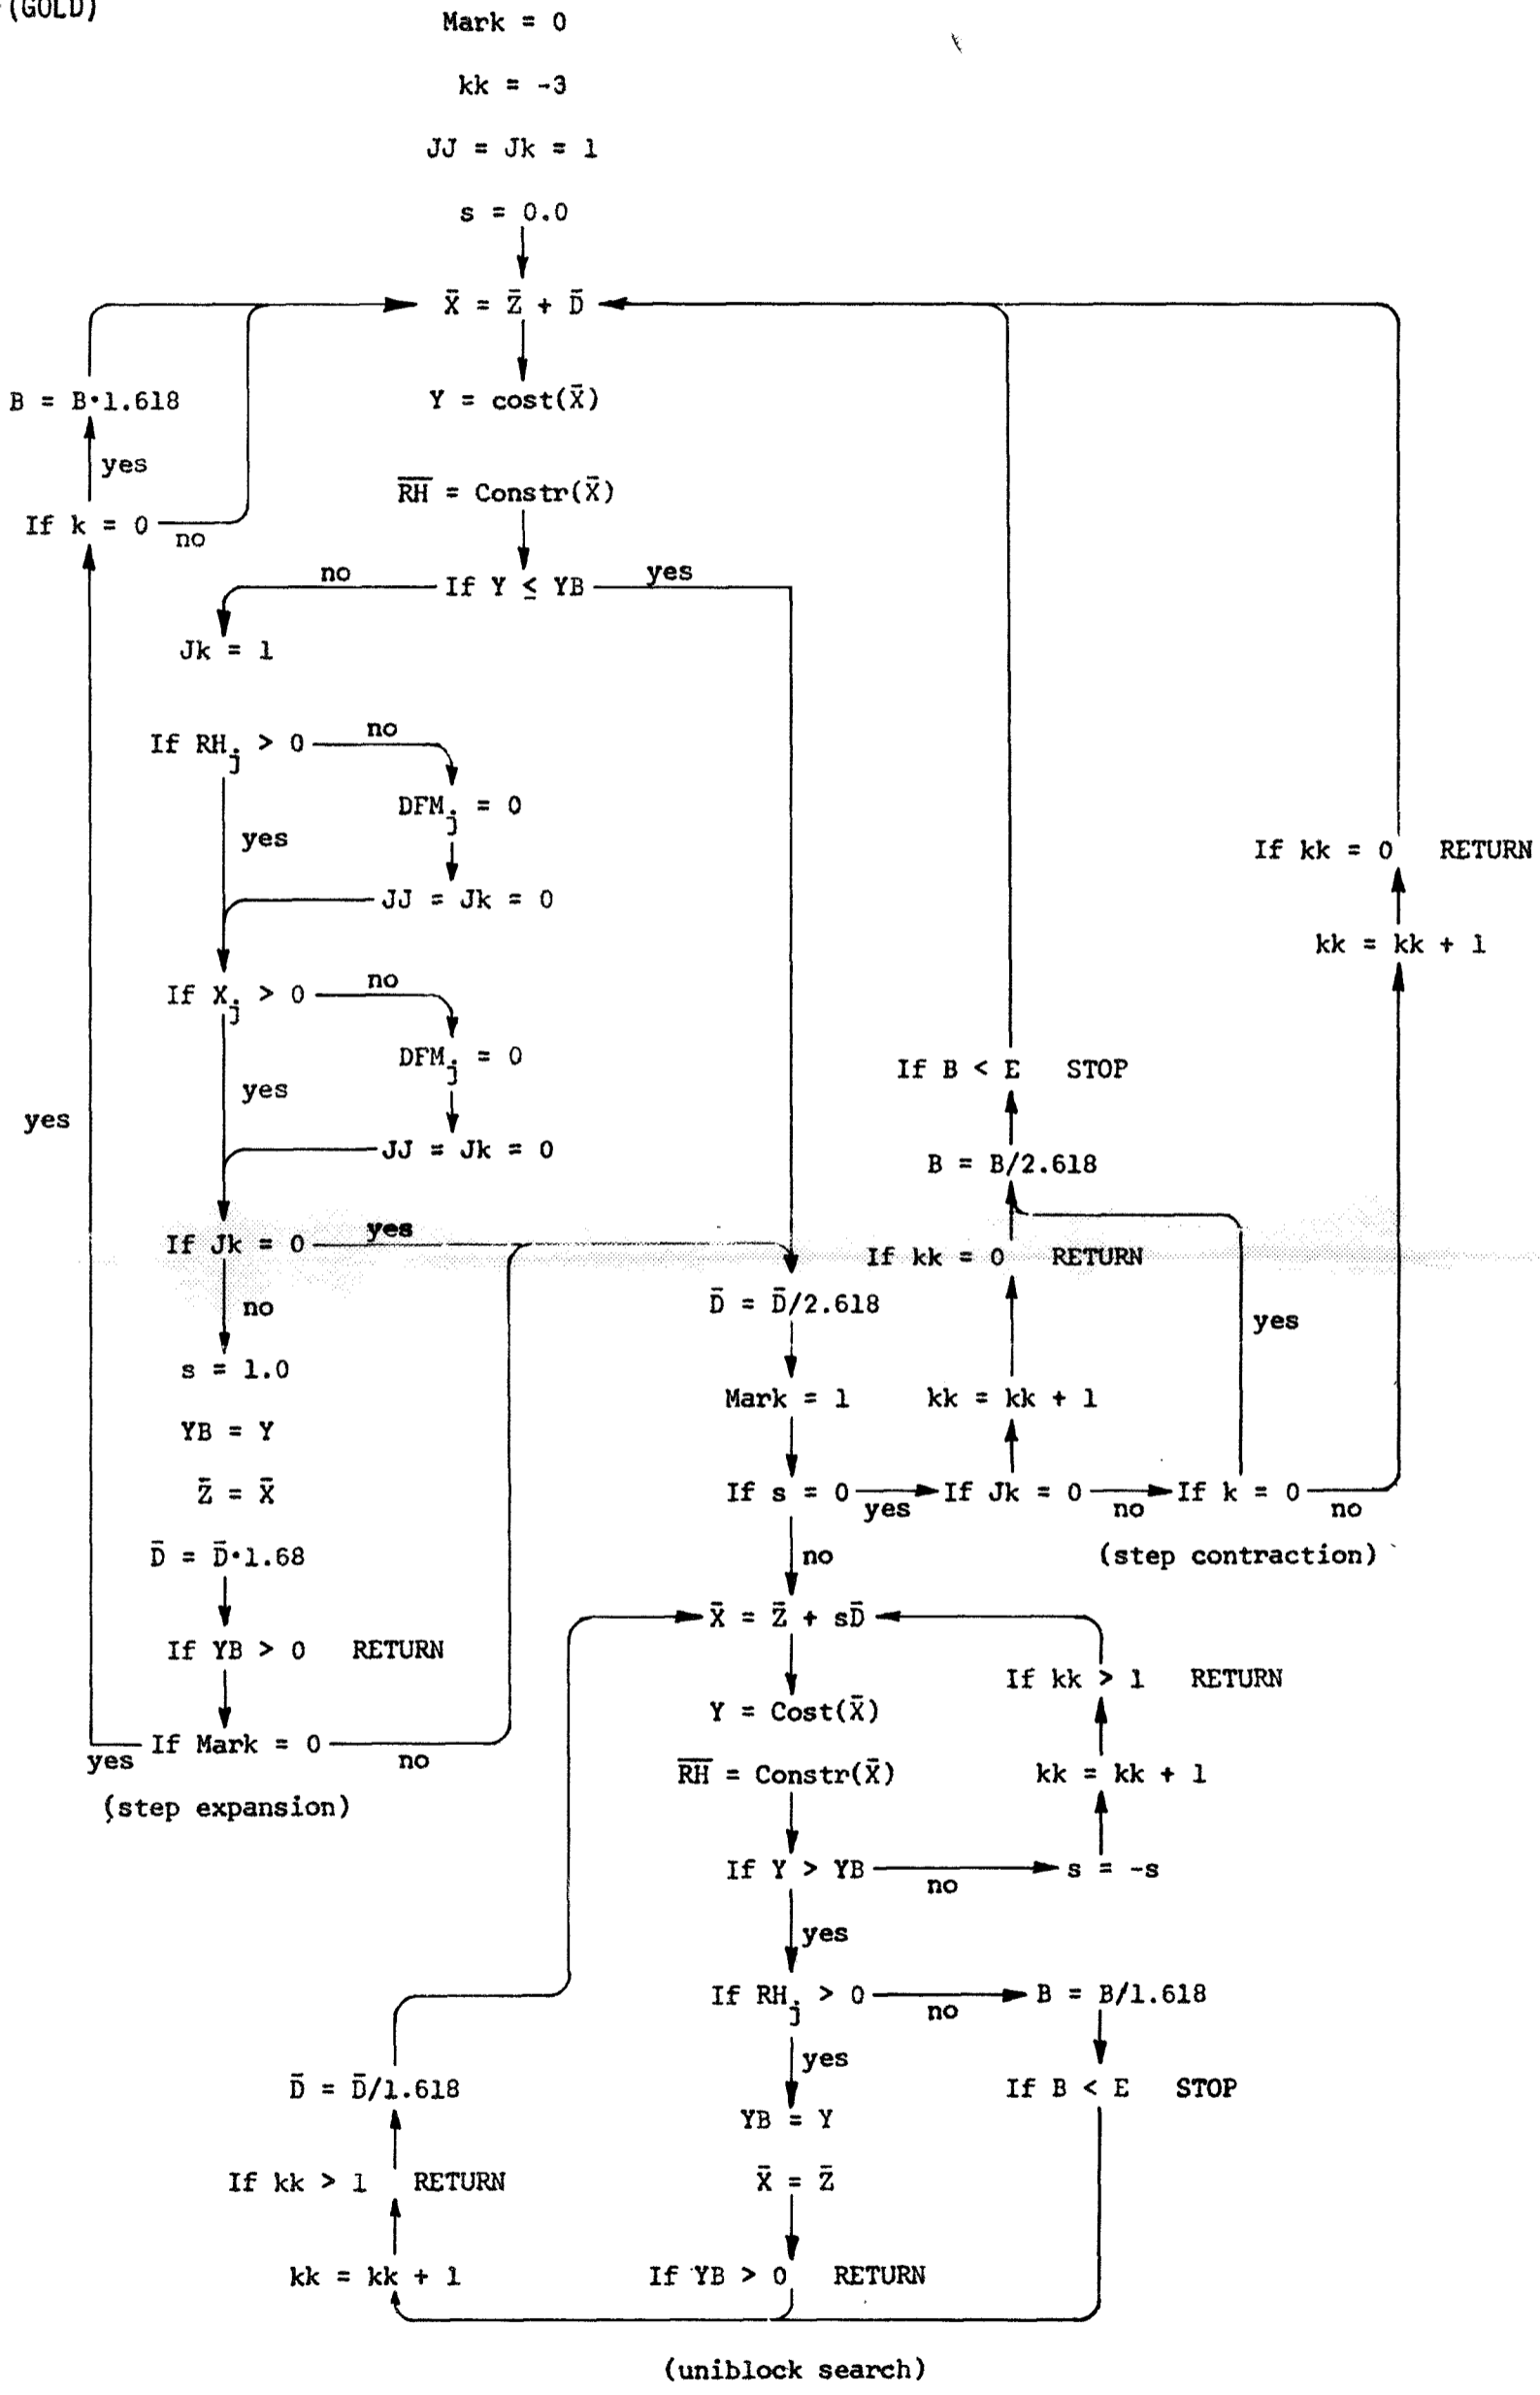 (GOLD)
Mark = 0
kk = -3
JJ = Jk = 1
s = 0.0
X̄ = Z̄ + D̄
B = B·1.618
Y = cost(X̄)
yes
R̅H̅ = Constr(X̄)
If k = 0
no
no
If Y ≤ YB
yes
Jk = 1
If RHj > 0
no
DFMj = 0
yes
If kk = 0 RETURN
JJ = Jk = 0
kk = kk + 1
If Xj > 0
no
DFMj = 0
If B < E STOP
yes
yes
JJ = Jk = 0
B = B/2.618
If Jk = 0
yes
If kk = 0 RETURN
no
D̄ = D̄/2.618
yes
s = 1.0
Mark = 1
kk = kk + 1
YB = Y
Z̄ = X̄
If s = 0
yes
If Jk = 0
no
If k = 0
no
D̄ = D̄·1.68
no
(step contraction)
X̄ = Z̄ + sD̄
If YB > 0 RETURN
If kk > 1 RETURN
Y = Cost(X̄)
yes
If Mark = 0
no
R̅H̅ = Constr(X̄)
kk = kk + 1
(step expansion)
If Y > YB
no
s = -s
yes
If RHj > 0
no
B = B/1.618
yes
D̄ = D̄/1.618
If B < E STOP
YB = Y
If kk > 1 RETURN
X̄ = Z̄
kk = kk + 1
If YB > 0 RETURN
(uniblock search)